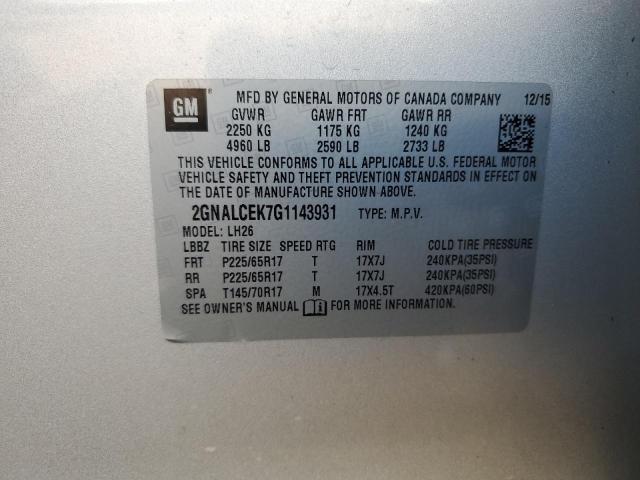 GM ® MFD BY GENERAL MOTORS OF CANADA COMPANY 12/15
GVWR GAWR FRT GAWR RR
2250 KG 1175 KG 1240 KG
4960 LB 2590 LB 2733 LB
THIS VEHICLE CONFORMS TO ALL APPLICABLE U.S. FEDERAL MOTOR
VEHICLE SAFETY AND THEFT PREVENTION STANDARDS IN EFFECT ON
THE DATE OF MANUFACTURE SHOWN ABOVE.
2GNALCEK7G1143931 TYPE: M.P.V.
MODEL: LH26
LBBZ TIRE SIZE SPEED RTG RIM COLD TIRE PRESSURE
FRT P225/65R17 T 17X7J 240KPA(35PSI)
RR P225/65R17 T 17X7J 240KPA(35PSI)
SPA T145/70R17 M 17X4.5T 420KPA(60PSI)
SEE OWNER'S MANUAL FOR MORE INFORMATION.